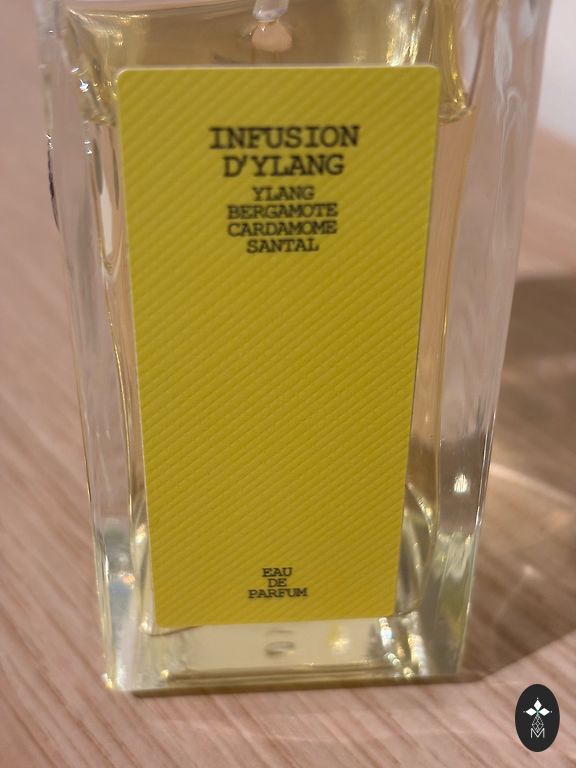 INFUSION
D'YLANG
YLANG
BERGAMOTE
CARDAMOME
SANTAL
EAU
DE
PARFUM
M